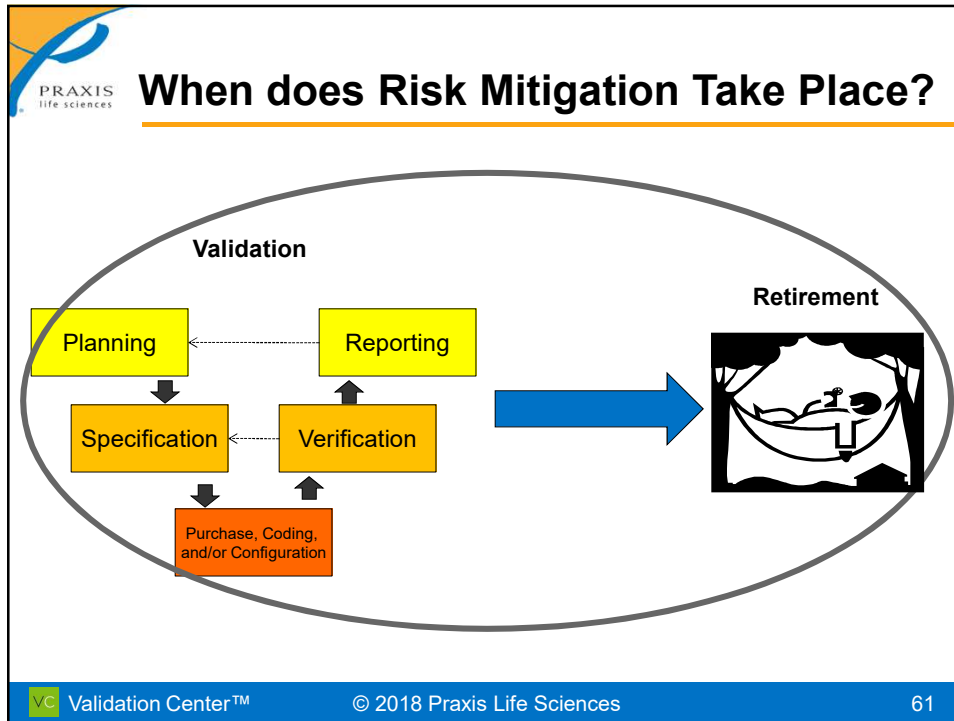 PRAXIS
life sciences
When does Risk Mitigation Take Place?
Validation
Retirement
Planning
Reporting
Specification
Verification
Purchase, Coding,
and/or Configuration
VC Validation Center™ © 2018 Praxis Life Sciences 61